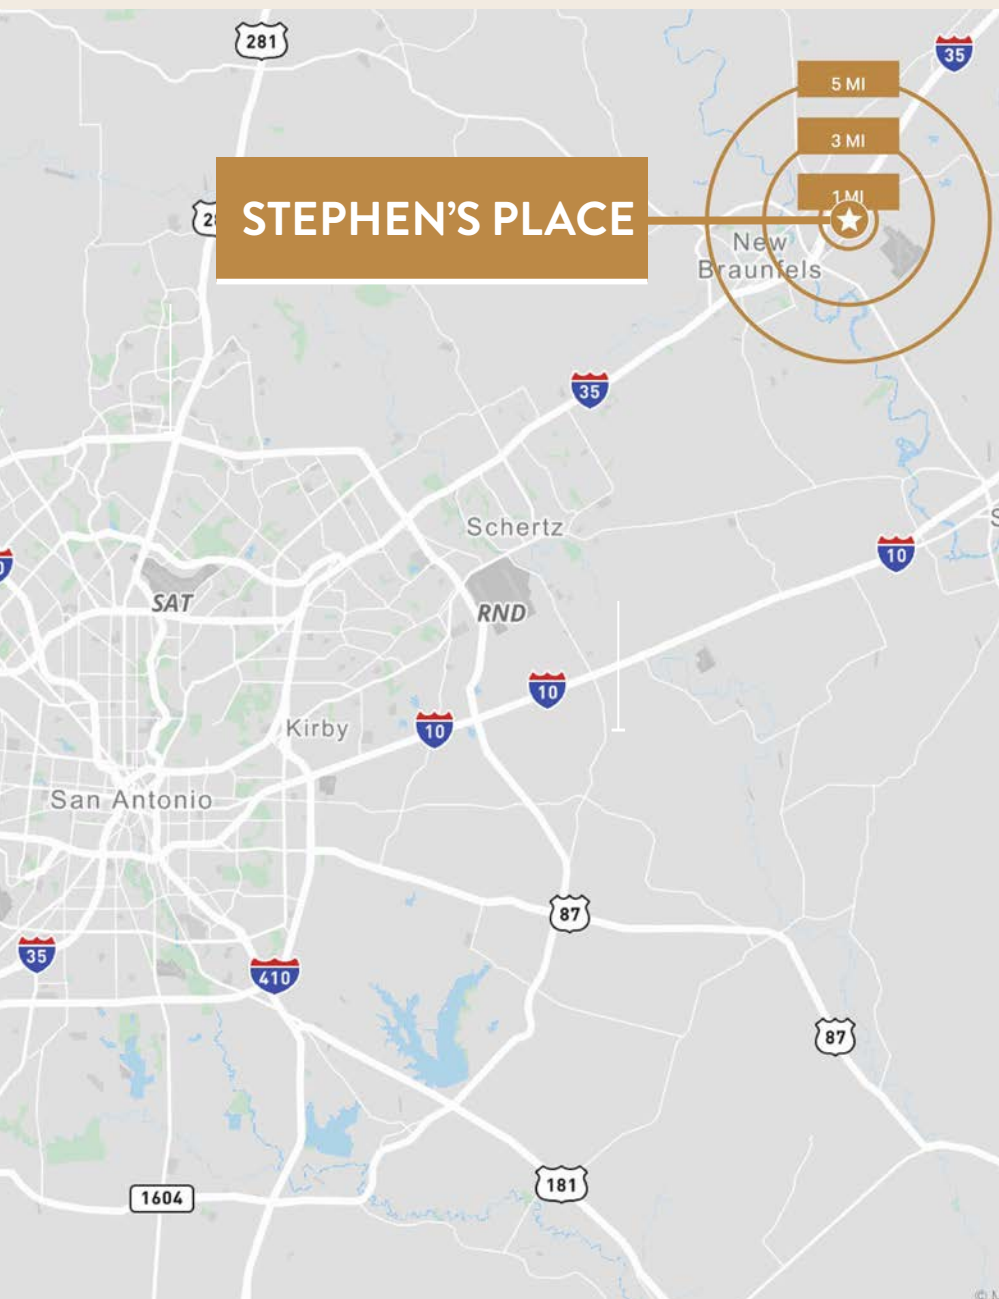 281
35
5 MI
3 MI
1 MI
STEPHEN'S PLACE
New
Braunfels
35
Schertz
10
SAT
RND
10
10
Kirby
San Antonio
87
35
410
87
181
1604